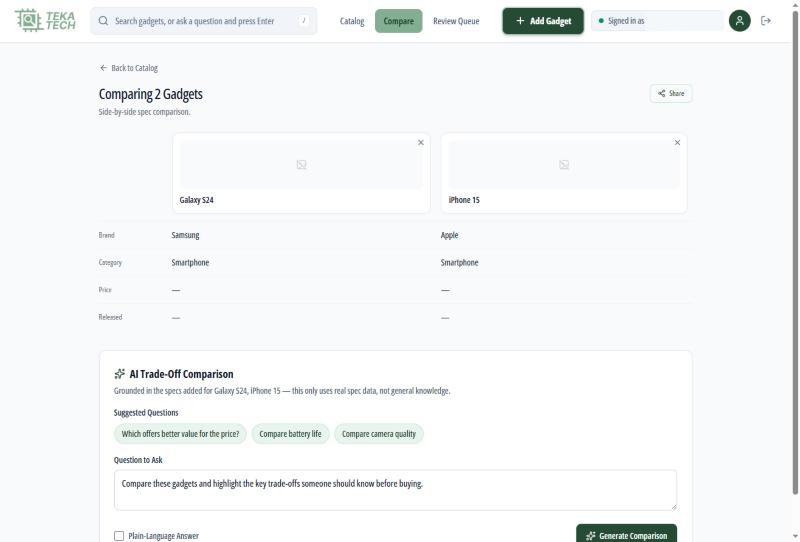 TEKA
TECH
Search gadgets, or ask a question and press Enter
/
Catalog
Compare
Review Queue
+ Add Gadget
Signed in as
← Back to Catalog
Comparing 2 Gadgets
Share
Side-by-side spec comparison.
×
×
Galaxy S24
iPhone 15
Brand Samsung Apple
Category Smartphone Smartphone
Price — —
Released — —
AI Trade-Off Comparison
Grounded in the specs added for Galaxy S24, iPhone 15 — this only uses real spec data, not general knowledge.
Suggested Questions
Which offers better value for the price?
Compare battery life
Compare camera quality
Question to Ask
Compare these gadgets and highlight the key trade-offs someone should know before buying.
Plain-Language Answer
Generate Comparison